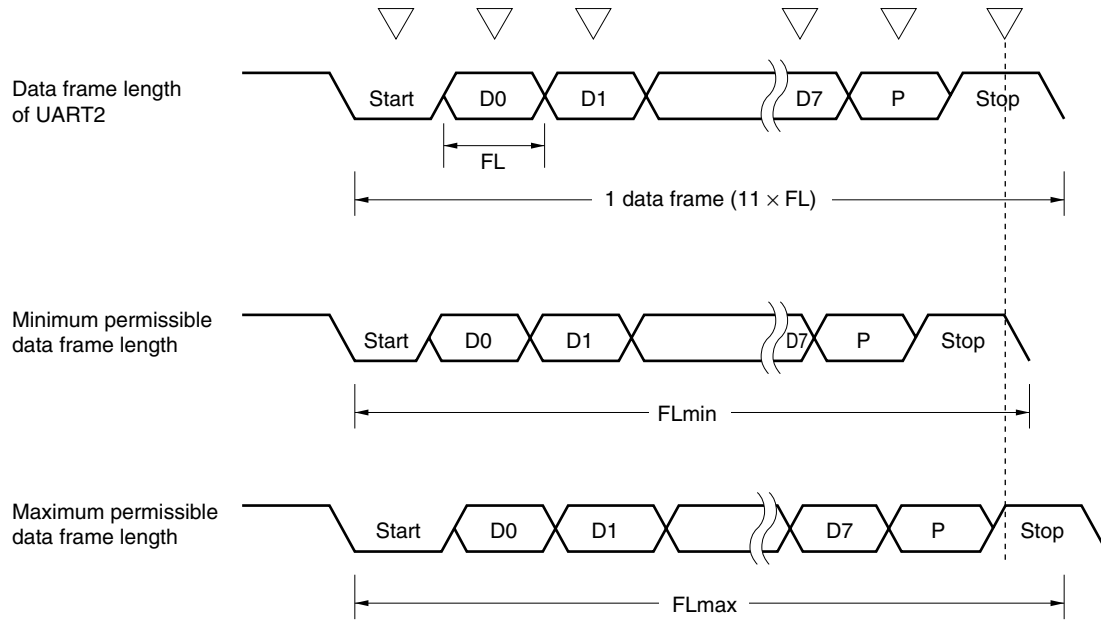 Data frame length
of UART2
Start D0 D1 D7 P Stop
FL
1 data frame (11 × FL)
Minimum permissible
data frame length
Start D0 D1 D7 P Stop
FLmin
Maximum permissible
data frame length
Start D0 D1 D7 P Stop
FLmax